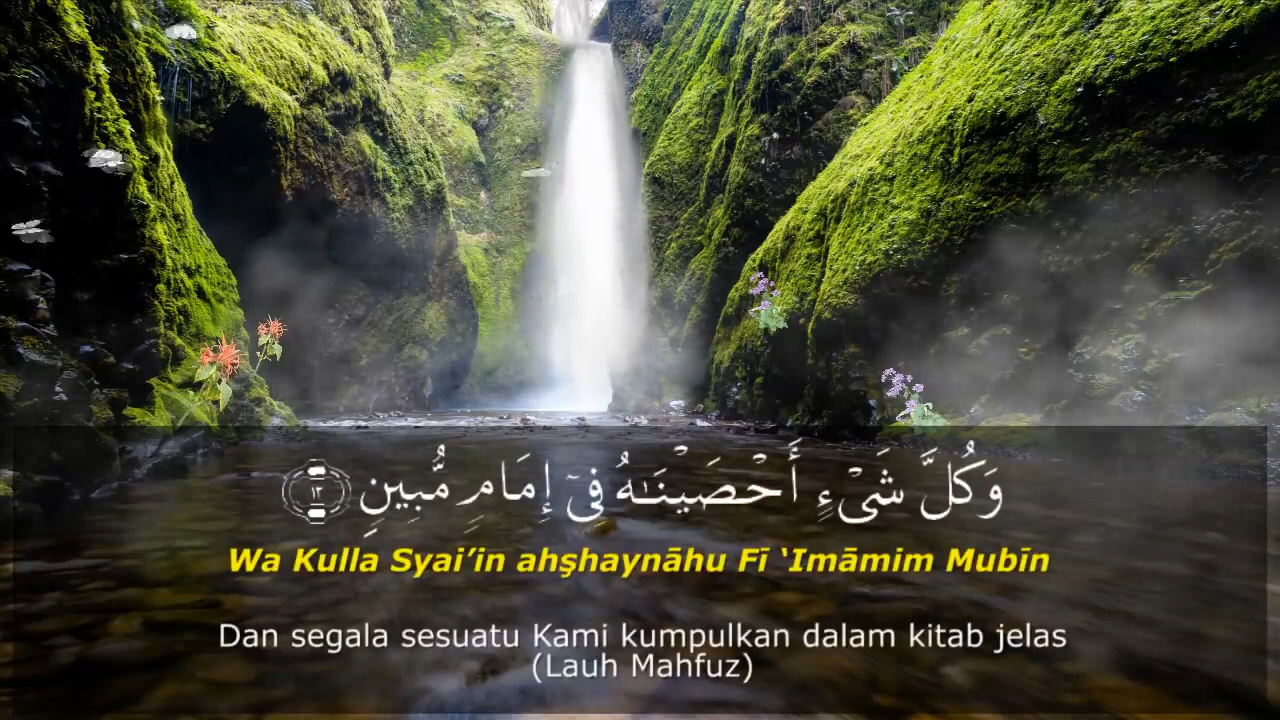 وَكُلَّ شَيْءٍ أَحْصَيْنَـٰهُ فِىٓ إِمَامٍ مُّبِينٍ ١٢
Wa Kulla Syai’in ahşhaynāhu Fī ‘Imāmim Mubīn
Dan segala sesuatu Kami kumpulkan dalam kitab jelas
(Lauh Mahfuz)